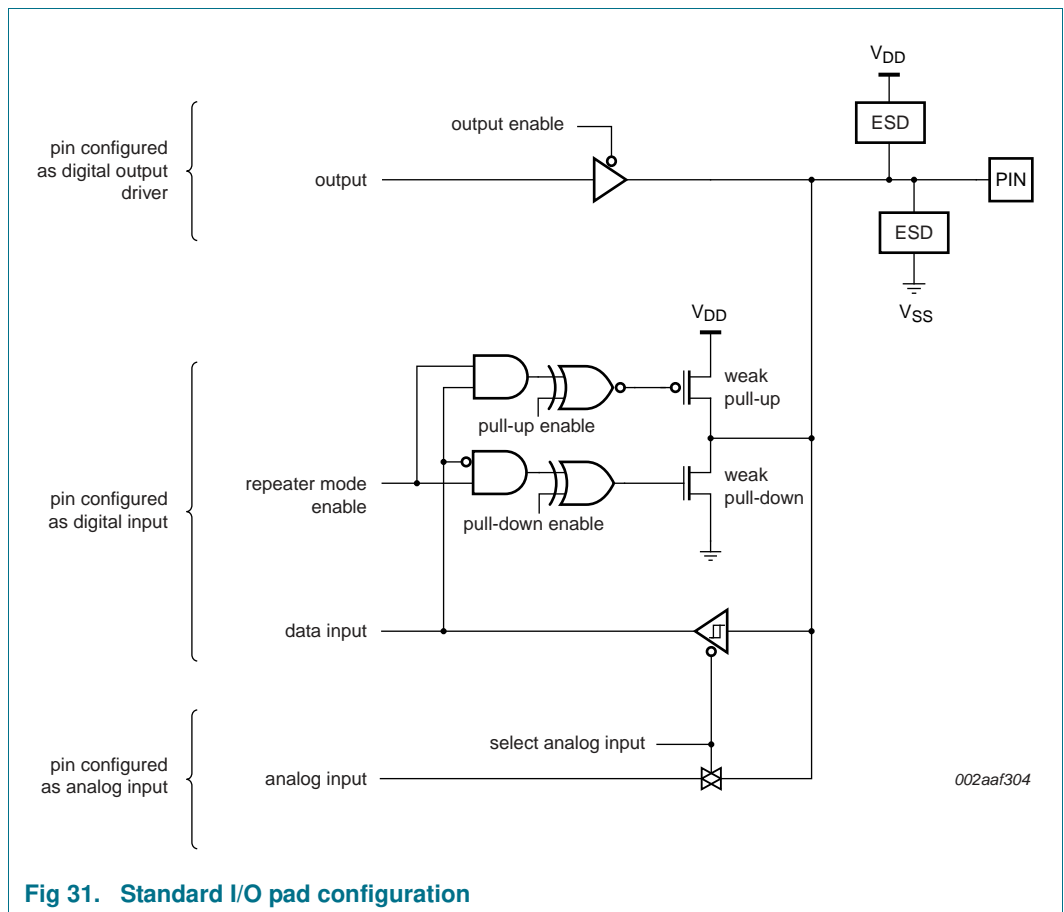 V_DD
ESD
output enable
pin configured
as digital output
driver
output
PIN
ESD
V_SS
V_DD
weak
pull-up
pull-up enable
pin configured
as digital input
repeater mode
enable
weak
pull-down
pull-down enable
data input
select analog input
pin configured
as analog input
analog input
002aaf304
Fig 31. Standard I/O pad configuration